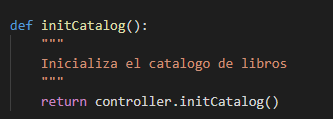 def initCatalog():
    """
    Inicializa el catalogo de libros
    """
    return controller.initCatalog()